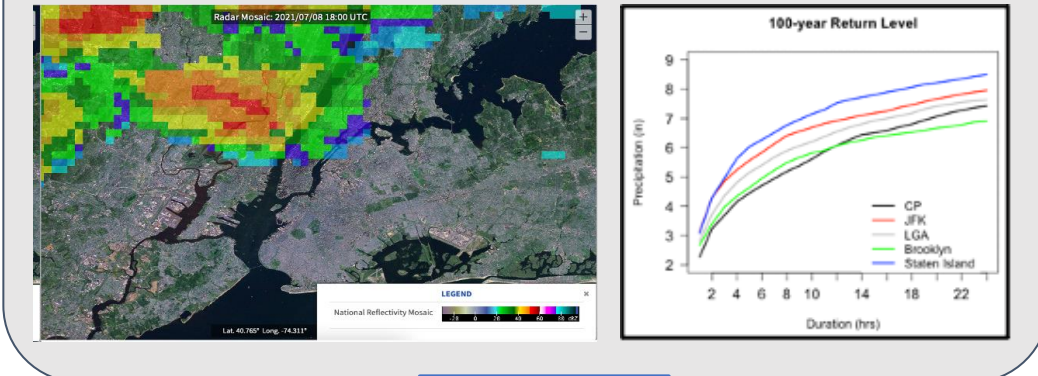 Radar Mosaic: 2021/07/08 18:00 UTC
+
−
LEGEND
×
National Reflectivity Mosaic
-20 0 20 40 60 80 dBZ
Lat. 40.765° Long. -74.311°
100-year Return Level
Precipitation (in)
9
8
7
6
5
4
3
2
CP
JFK
LGA
Brooklyn
Staten Island
2 4 6 8 10 14 18 22
Duration (hrs)